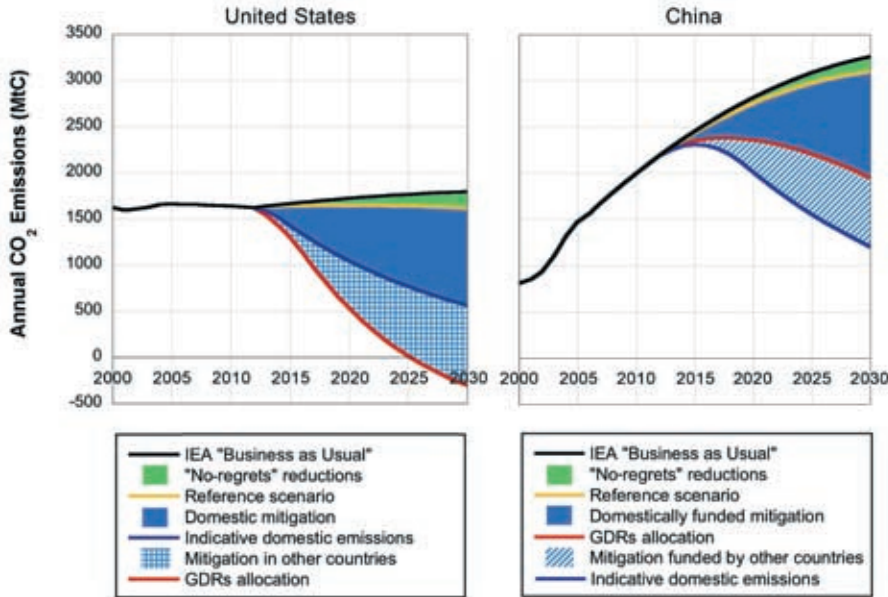 United States
China
Annual CO2 Emissions (MtC)
3500
3000
2500
2000
1500
1000
500
0
-500
2000 2005 2010 2015 2020 2025 2030
2000 2005 2010 2015 2020 2025 2030
IEA "Business as Usual"
"No-regrets" reductions
Reference scenario
Domestic mitigation
Indicative domestic emissions
Mitigation in other countries
GDRs allocation
IEA "Business as Usual"
"No-regrets" reductions
Reference scenario
Domestically funded mitigation
GDRs allocation
Mitigation funded by other countries
Indicative domestic emissions